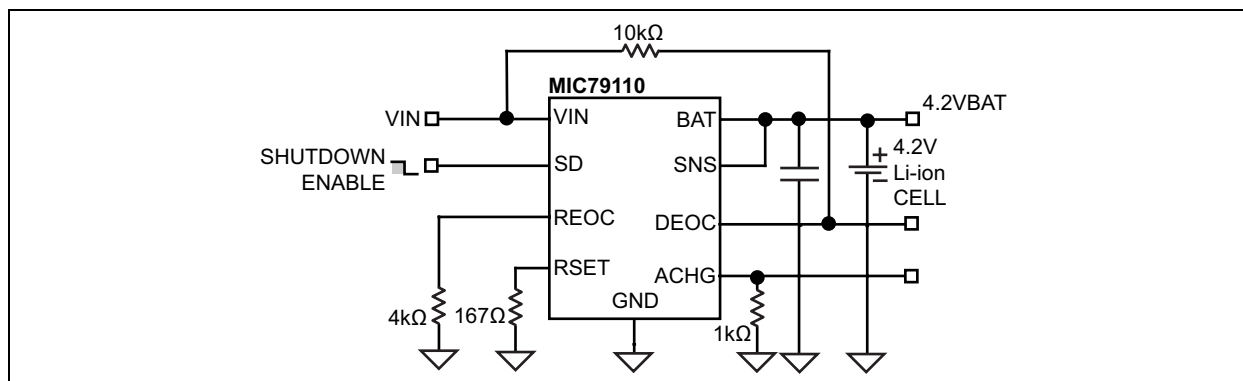 10kΩ
MIC79110
VIN
VIN
BAT
4.2VBAT
SHUTDOWN
ENABLE
SD
SNS
4.2V
Li-ion
CELL
+
−
REOC
DEOC
RSET
ACHG
GND
4kΩ
167Ω
1kΩ